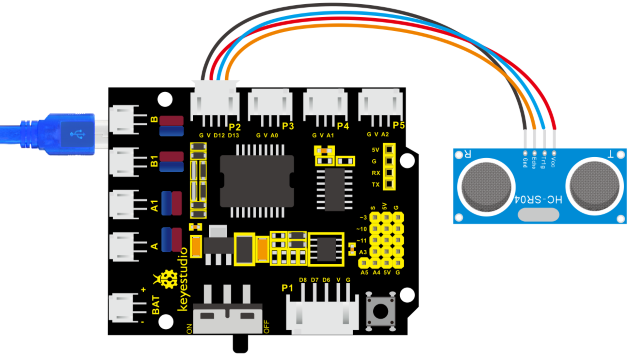 P2
P3
P4
P5
G V D12 D13
G V A0
G V A1
G V A2
B
B1
A1
A
BAT
+
-
keyestudio
5V
G
RX
TX
S
5V
G
~3
~10
~11
A3
A5 A4 5V G
P1
D8 D7 D6 V G
ON
OFF
R
T
Gnd
Echo
Trig
Vcc
HC-SR04